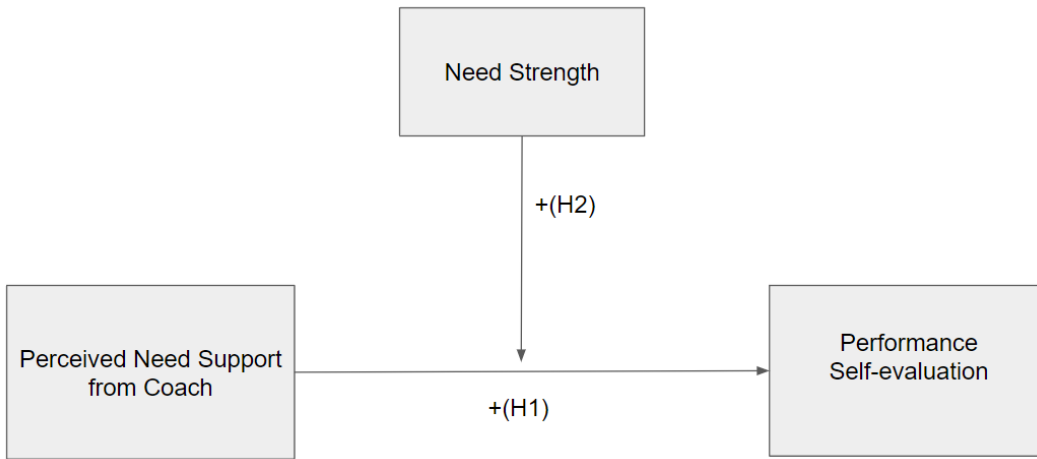 Need Strength
+(H2)
Perceived Need Support
from Coach
+(H1)
Performance
Self-evaluation